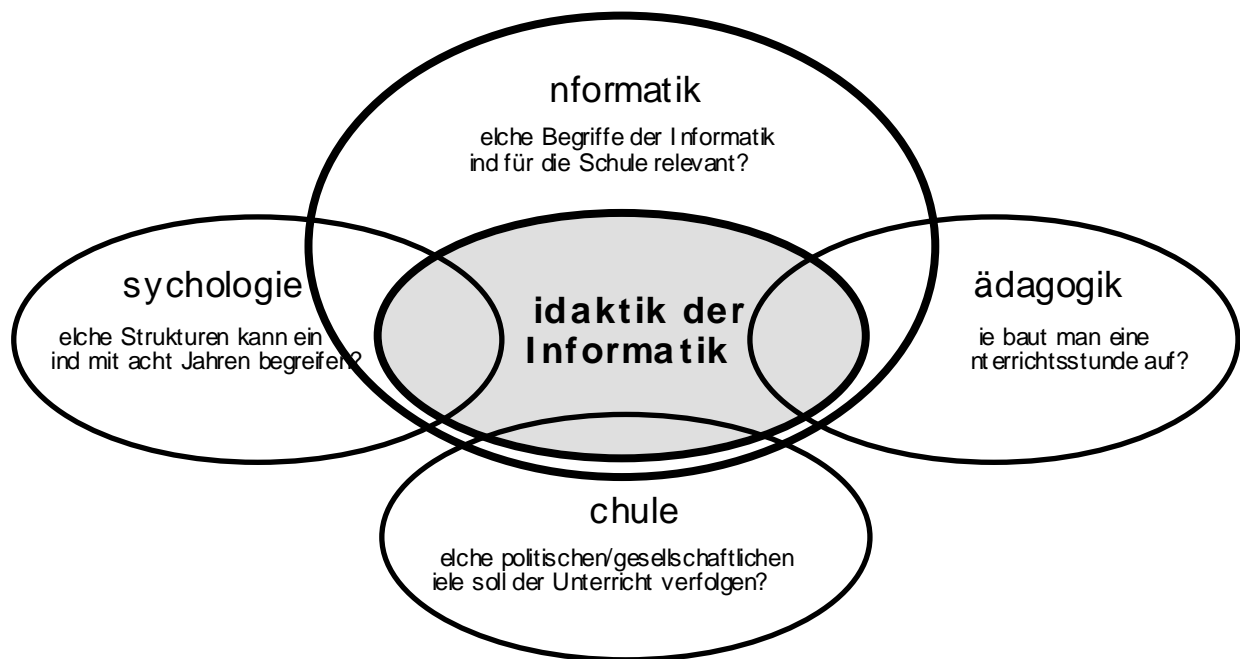 nformatik
elche Begriffe der Informatik
ind für die Schule relevant?
sychologie
elche Strukturen kann ein
ind mit acht Jahren begreifen?
idaktik der
Informatik
ädagogik
ie baut man eine
nterrichtsstunde auf?
chule
elche politischen/gesellschaftlichen
iele soll der Unterricht verfolgen?